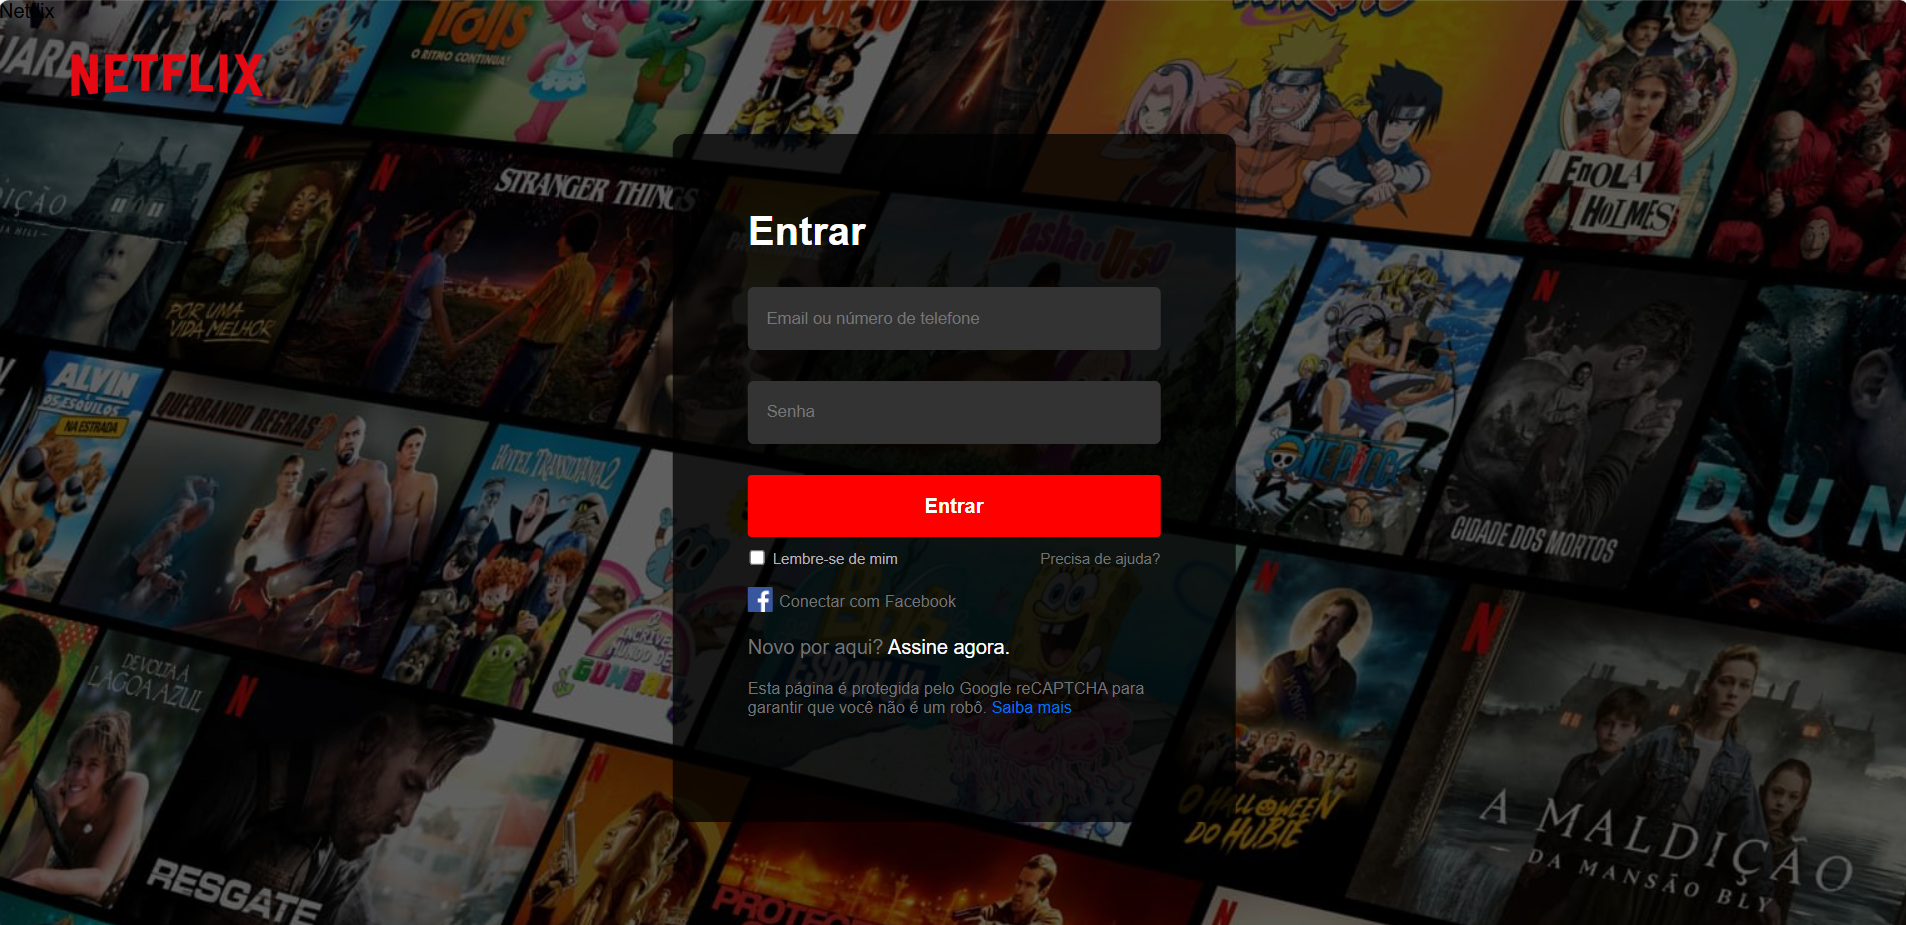 Netflix
NETFLIX
TROLLS
O RITMO CONTINUA!
NARUTO
ENOLA
HOLMES
STRANGER THINGS
Masha e o Urso
POR UMA
VIDA MELHOR
ALVIN
E
OS ESQUILOS
NA ESTRADA
QUEBRANDO REGRAS 2
HOTEL TRANSILVÂNIA 2
ONE PIECE
CIDADE DOS MORTOS
DUN
Entrar
Email ou número de telefone
Senha
Entrar
Lembre-se de mim
Precisa de ajuda?
Conectar com Facebook
Novo por aqui? Assine agora.
Esta página é protegida pelo Google reCAPTCHA para
garantir que você não é um robô. Saiba mais
O INCRÍVEL
MUNDO DE
GUMBALL
BOB
ESPONJA
DE VOLTA À
LAGOA AZUL
RESGATE
O HALLOWEEN
DO HUBIE
A MALDIÇÃO
DA MANSÃO BLY